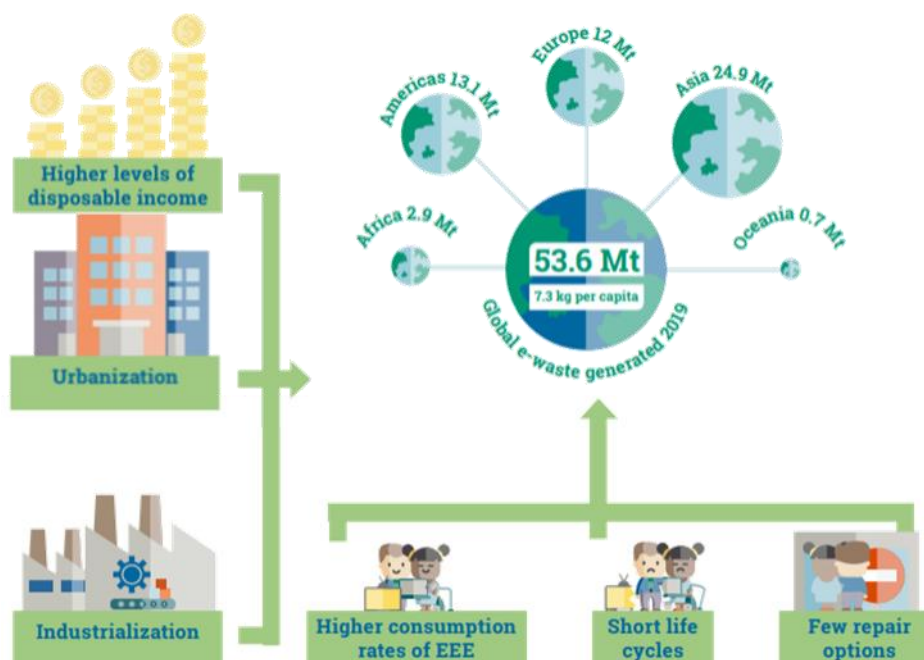 Higher levels of
disposable income
Urbanization
Industrialization
Africa 2.9 Mt
Americas 13.1 Mt
Europe 12 Mt
Asia 24.9 Mt
Oceania 0.7 Mt
53.6 Mt
7.3 kg per capita
Global e-waste generated 2019
Higher consumption
rates of EEE
Short life
cycles
Few repair
options